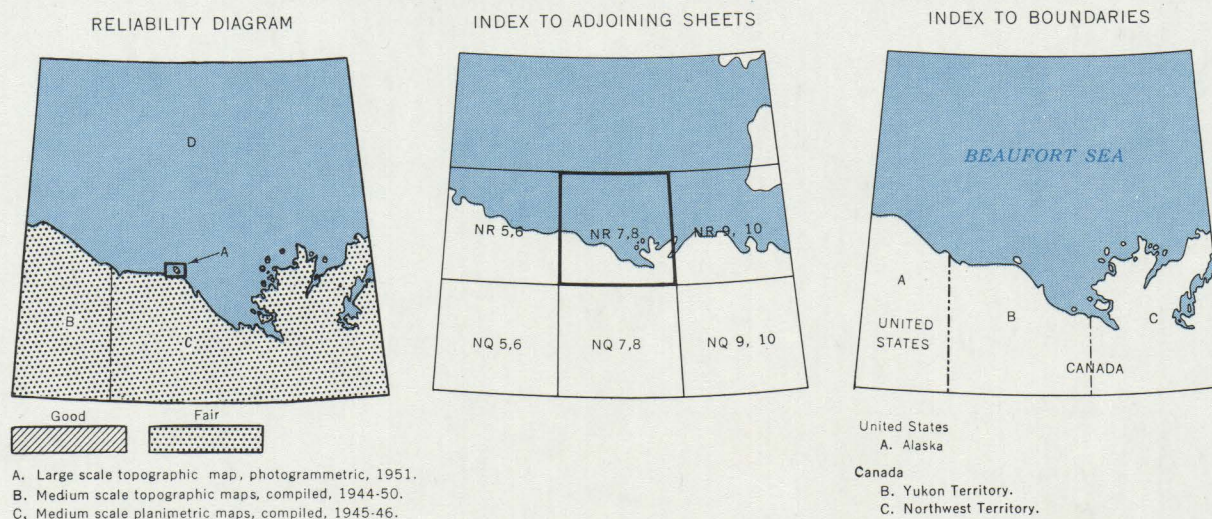 RELIABILITY DIAGRAM
D
A
B
C
Good
Fair
A. Large scale topographic map, photogrammetric, 1951.
B. Medium scale topographic maps, compiled, 1944-50.
C, Medium scale planimetric maps, compiled, 1945-46.
INDEX TO ADJOINING SHEETS
NR 5,6
NR 7,8
NR 9, 10
NQ 5,6
NQ 7,8
NQ 9, 10
INDEX TO BOUNDARIES
BEAUFORT SEA
A
B
C
UNITED
STATES
CANADA
United States
A. Alaska
Canada
B. Yukon Territory.
C. Northwest Territory.